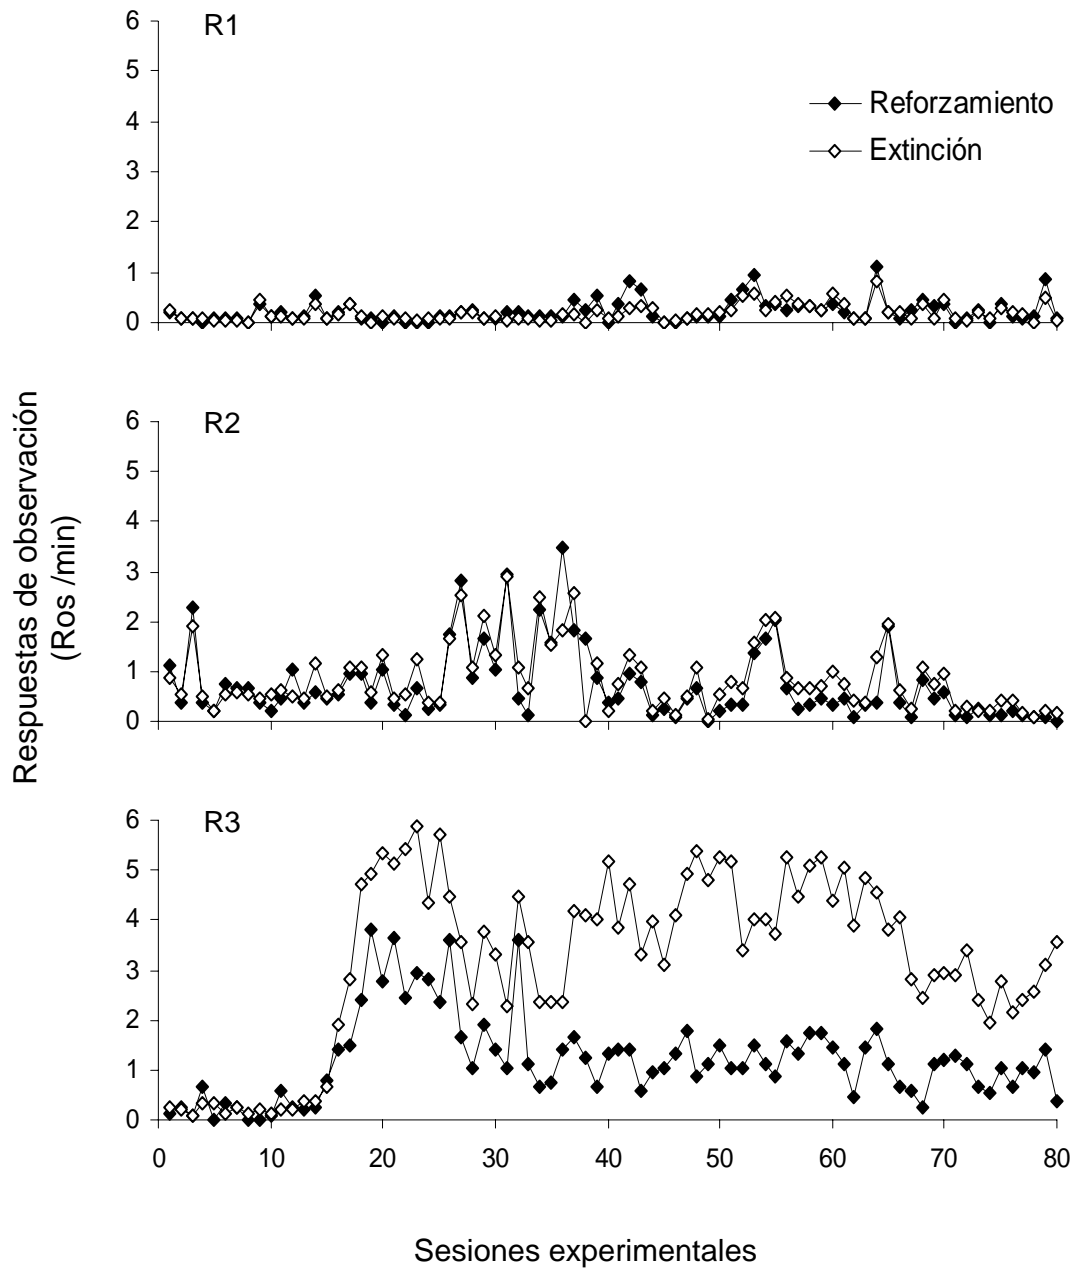 R1
6
5
4
3
2
1
0
Reforzamiento
Extinción
Respuestas de observación
(Ros /min)
R2
6
5
4
3
2
1
0
R3
6
5
4
3
2
1
0
0 10 20 30 40 50 60 70 80
Sesiones experimentales